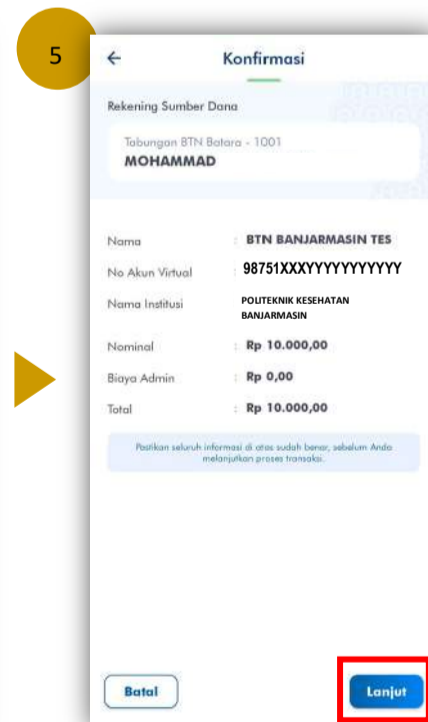 5
Konfirmasi
Rekening Sumber Dana
Tabungan BTN Batara - 1001
MOHAMMAD
Nama : BTN BANJARMASIN TES
No Akun Virtual : 98751XXXYYYYYYYYYYY
Nama Institusi POLITEKNIK KESEHATAN
BANJARMASIN
Nominal : Rp 10.000,00
Biaya Admin : Rp 0,00
Total : Rp 10.000,00
Pastikan seluruh informasi di atas sudah benar, sebelum Anda
melanjutkan proses transaksi.
Batal Lanjut